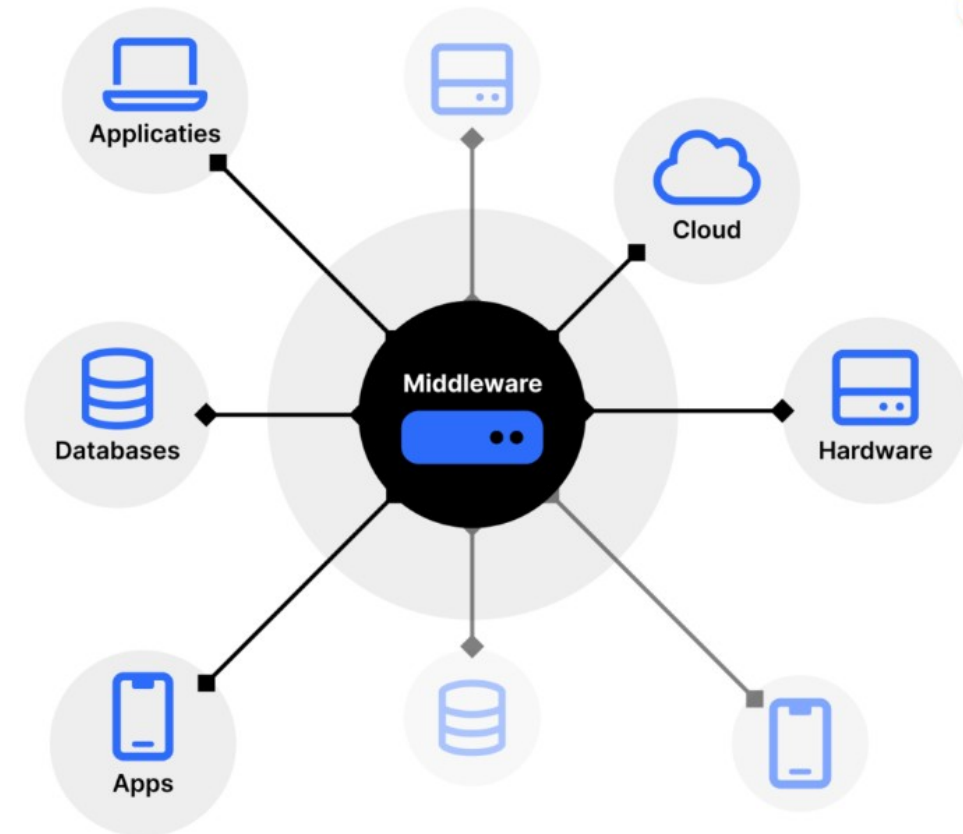 Applicaties
Cloud
Middleware
Databases
Hardware
Apps